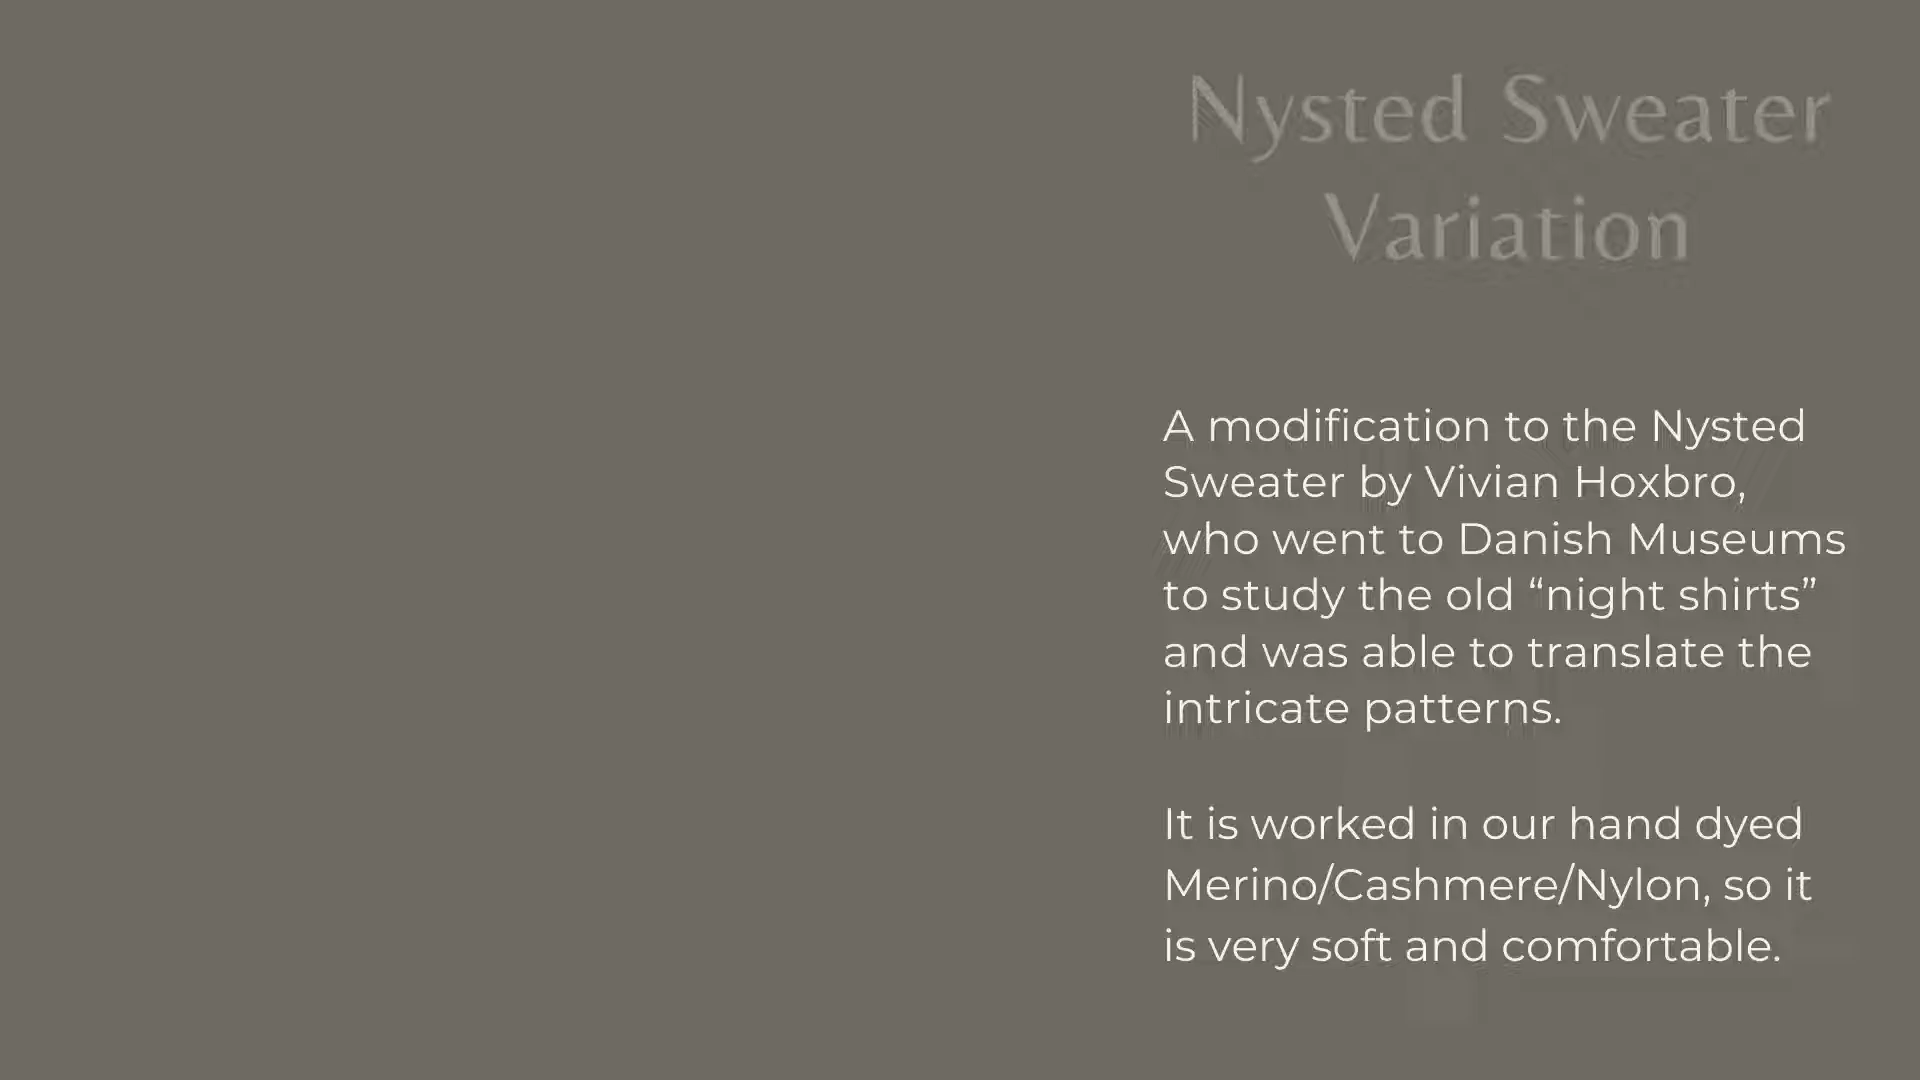 Nysted Sweater
Variation
A modification to the Nysted
Sweater by Vivian Hoxbro,
who went to Danish Museums
to study the old “night shirts”
and was able to translate the
intricate patterns.
It is worked in our hand dyed
Merino/Cashmere/Nylon, so it
is very soft and comfortable.